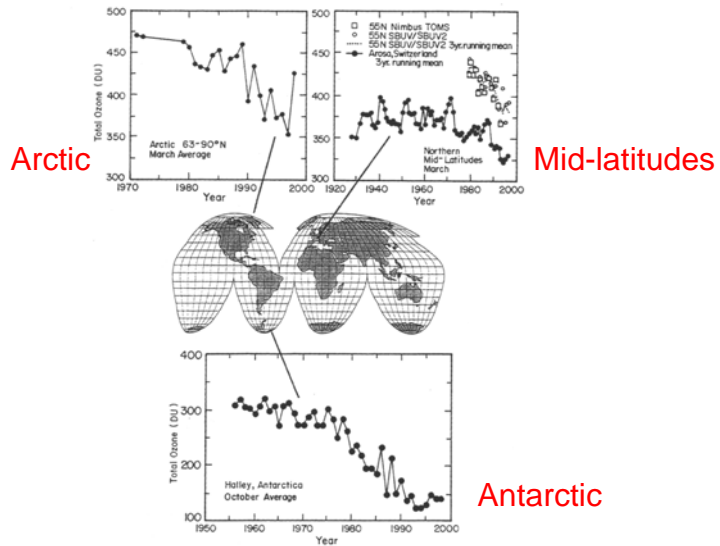 500
450
400
350
300
Total Ozone (DU)
Arctic 63-90°N
March Average
1970
1980
1990
2000
Year
Arctic
500
450
400
350
300
□ 55N Nimbus TOMS
○ 55N SBUV/SBUV2
55N SBUV/SBUV2 3yr. running mean
Arosa, Switzerland
3yr. running mean
Northern
Mid-Latitudes
March
1920
1940
1960
1980
2000
Year
Mid-latitudes
400
300
200
100
Total Ozone (DU)
Halley, Antarctica
October Average
1950
1960
1970
1980
1990
2000
Year
Antarctic